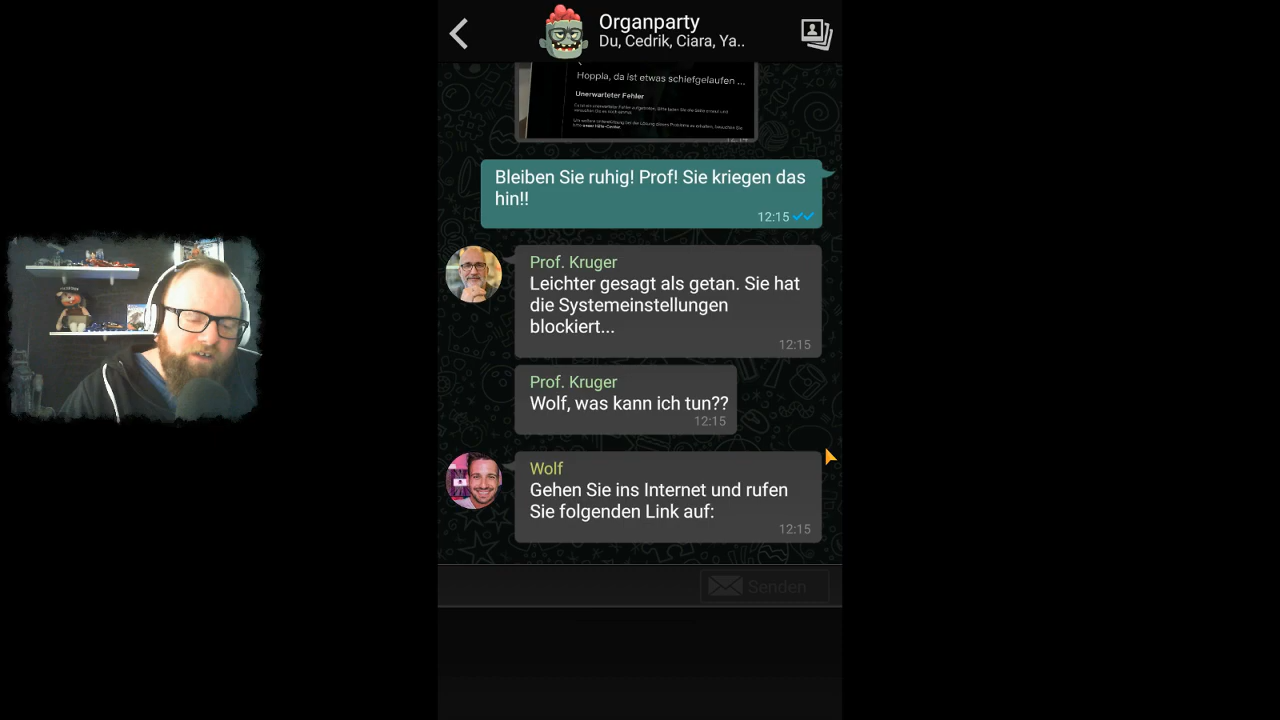 Organparty
Du, Cedrik, Ciara, Ya..
Hoppla, da ist etwas schiefgelaufen ...
Unerwarteter Fehler
Bleiben Sie ruhig! Prof! Sie kriegen das
hin!!
12:15
Prof. Kruger
Leichter gesagt als getan. Sie hat
die Systemeinstellungen
blockiert...
12:15
Prof. Kruger
Wolf, was kann ich tun??
12:15
Wolf
Gehen Sie ins Internet und rufen
Sie folgenden Link auf:
12:15
Senden